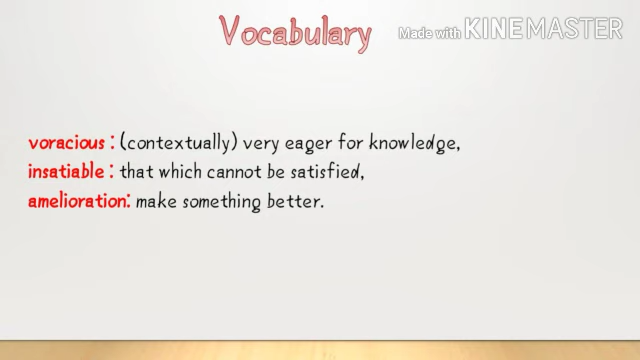 Vocabulary
Made with KINEMASTER
voracious : (contextually) very eager for knowledge,
insatiable : that which cannot be satisfied,
amelioration: make something better.